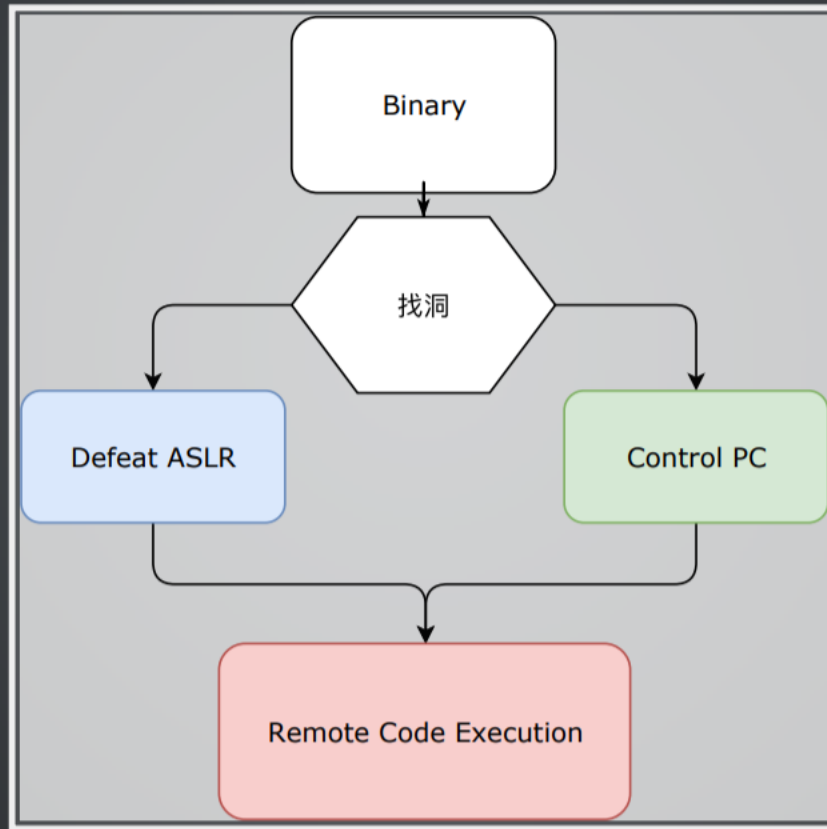 Binary
找洞
Defeat ASLR
Control PC
Remote Code Execution